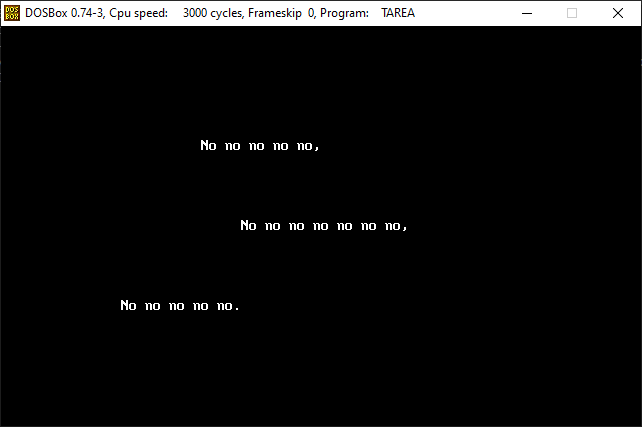 DOSBox 0.74-3, Cpu speed: 3000 cycles, Frameskip 0, Program: TAREA
No no no no no,
No no no no no no no,
No no no no no.